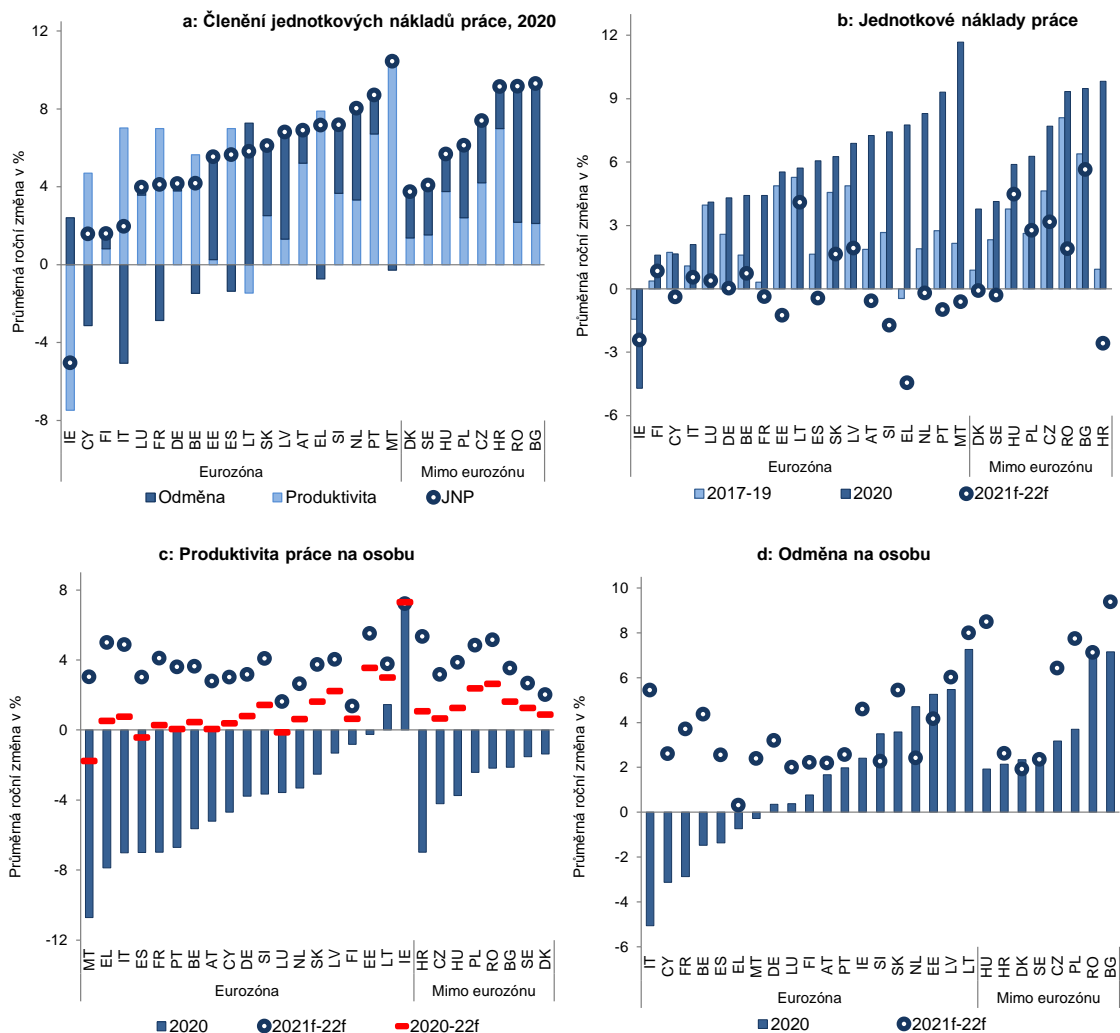 a: Členění jednotkových nákladů práce, 2020
Průměrná roční změna v %
12
8
4
0
-4
-8
IE CY FI IT LU FR DE BE EE ES LT SK LV AT EL SI NL PT MT DK SE HU PL CZ HR RO BG
Eurozóna Mimo eurozónu
Odměna Produktivita JNP
b: Jednotkové náklady práce
Průměrná roční změna v %
12
9
6
3
0
-3
-6
IE FI CY IT LU DE BE FR EE LT ES SK LV AT SI EL NL PT MT DK SE HU PL CZ RO BG HR
Eurozóna Mimo eurozónu
2017-19 2020 2021f-22f
c: Produktivita práce na osobu
Průměrná roční změna v %
8
4
0
-4
-8
-12
MT EL IT ES FR PT BE AT CY DE SI LU NL SK LV FI EE LT IE HR CZ HU PL RO BG SE DK
Eurozóna Mimo eurozónu
2020 2021f-22f 2020-22f
d: Odměna na osobu
Průměrná roční změna v %
10
8
6
4
2
0
-2
-4
-6
IT CY FR BE ES EL MT DE LU FI AT PT IE SI SK NL EE LV LT HU HR DK SE CZ PL RO BG
Eurozóna Mimo eurozónu
2020 2021f-22f